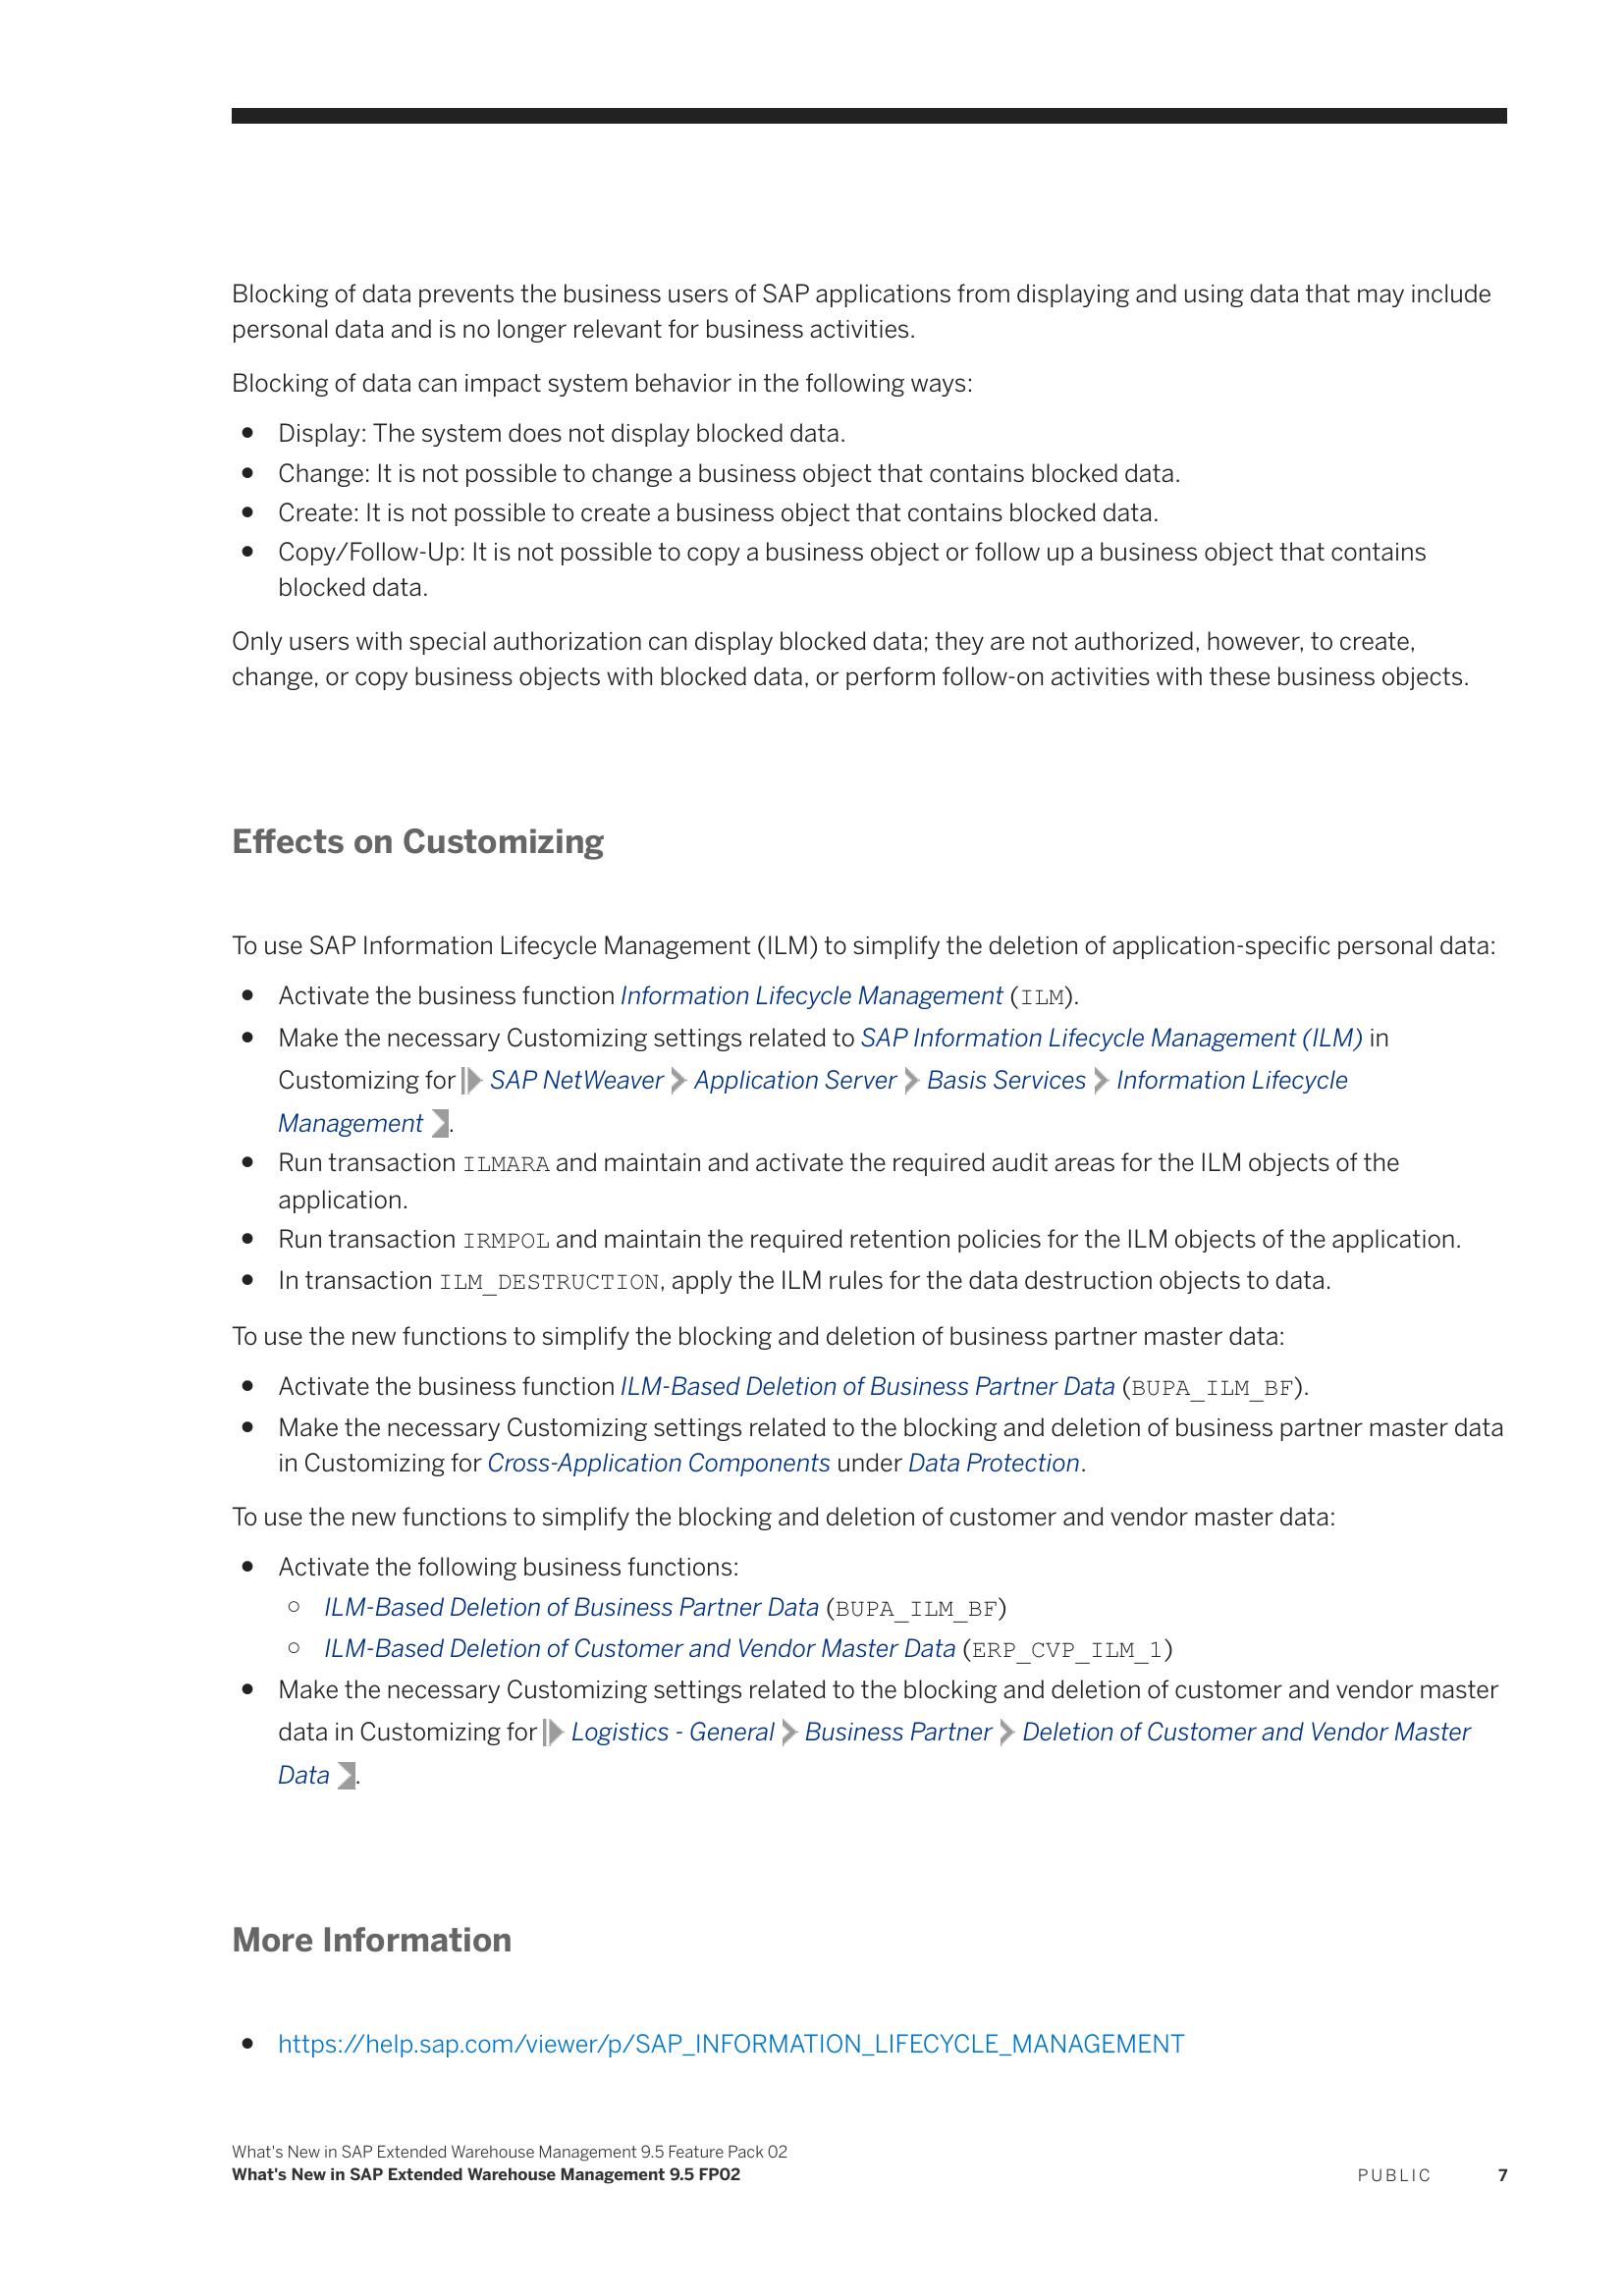 Blocking of data prevents the business users of SAP applications from displaying and using data that may include
personal data and is no longer relevant for business activities.
Blocking of data can impact system behavior in the following ways:
● Display: The system does not display blocked data.
● Change: It is not possible to change a business object that contains blocked data.
● Create: It is not possible to create a business object that contains blocked data.
● Copy/Follow-Up: It is not possible to copy a business object or follow up a business object that contains
blocked data.
Only users with special authorization can display blocked data; they are not authorized, however, to create,
change, or copy business objects with blocked data, or perform follow-on activities with these business objects.
Effects on Customizing
To use SAP Information Lifecycle Management (ILM) to simplify the deletion of application-specific personal data:
● Activate the business function Information Lifecycle Management (ILM).
● Make the necessary Customizing settings related to SAP Information Lifecycle Management (ILM) in
Customizing for SAP NetWeaver Application Server Basis Services Information Lifecycle
Management .
● Run transaction ILMARA and maintain and activate the required audit areas for the ILM objects of the
application.
● Run transaction IRMPOL and maintain the required retention policies for the ILM objects of the application.
● In transaction ILM_DESTRUCTION, apply the ILM rules for the data destruction objects to data.
To use the new functions to simplify the blocking and deletion of business partner master data:
● Activate the business function ILM-Based Deletion of Business Partner Data (BUPA_ILM_BF).
● Make the necessary Customizing settings related to the blocking and deletion of business partner master data
in Customizing for Cross-Application Components under Data Protection.
To use the new functions to simplify the blocking and deletion of customer and vendor master data:
● Activate the following business functions:
○ ILM-Based Deletion of Business Partner Data (BUPA_ILM_BF)
○ ILM-Based Deletion of Customer and Vendor Master Data (ERP_CVP_ILM_1)
● Make the necessary Customizing settings related to the blocking and deletion of customer and vendor master
data in Customizing for Logistics - General Business Partner Deletion of Customer and Vendor Master
Data .
More Information
● https://help.sap.com/viewer/p/SAP_INFORMATION_LIFECYCLE_MANAGEMENT
What's New in SAP Extended Warehouse Management 9.5 Feature Pack 02
What's New in SAP Extended Warehouse Management 9.5 FP02
PUBLIC 7